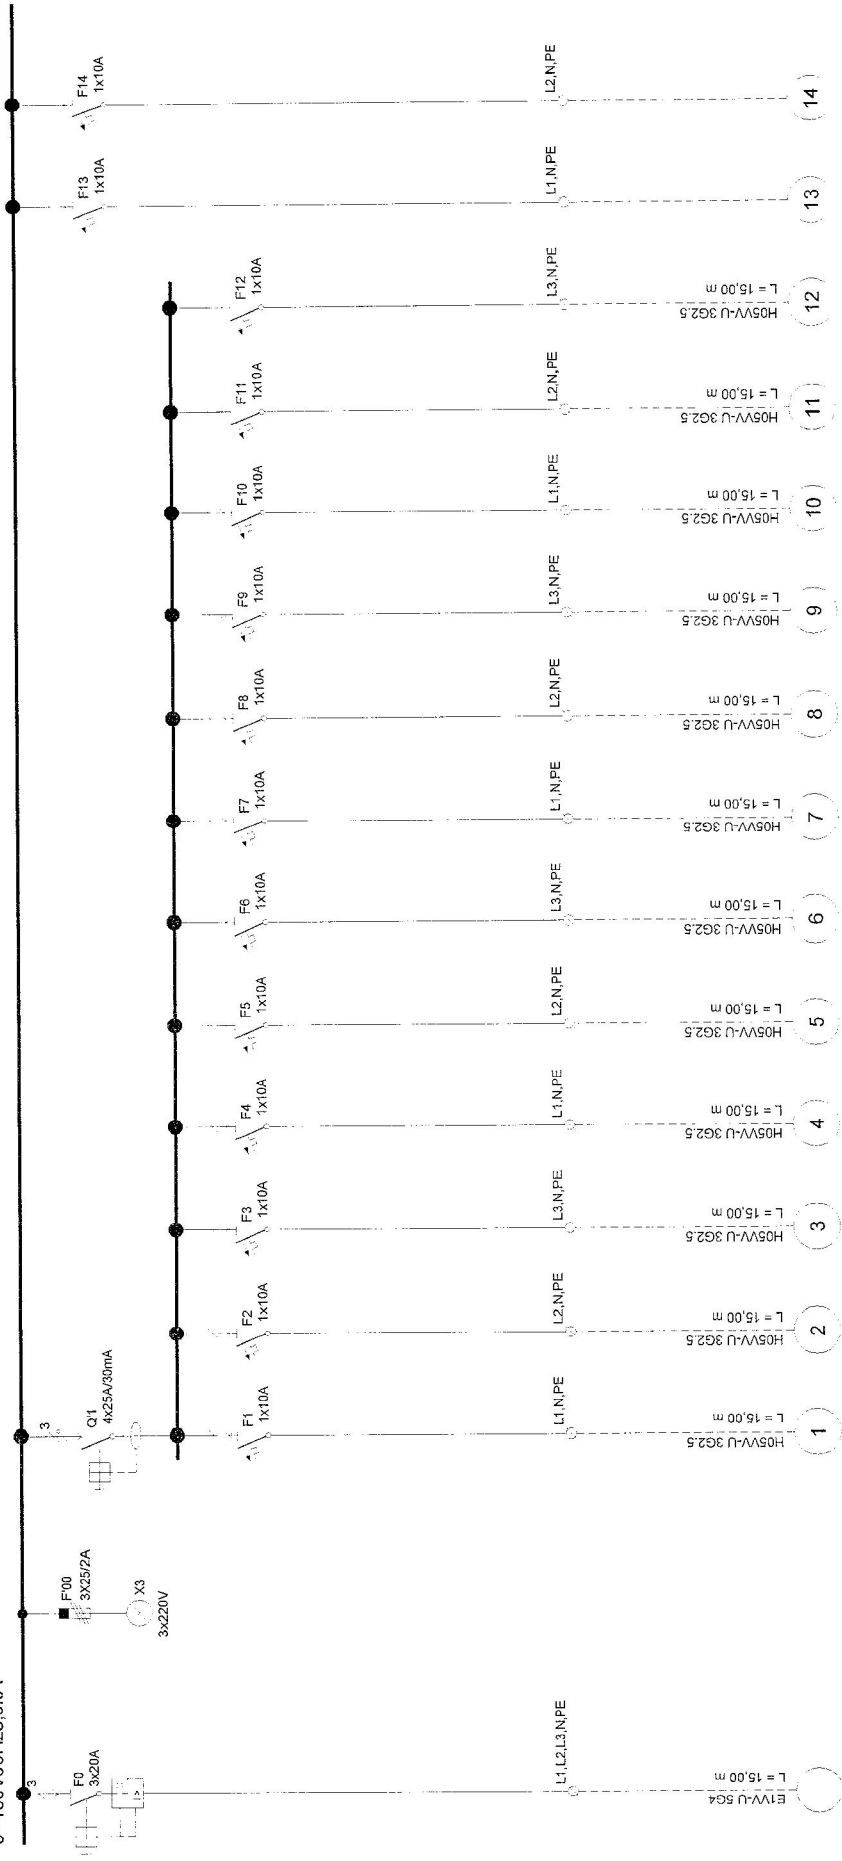 F0
3x20A
3
L1,L2,L3,N,PE
E1VV-U 5G4
L = 15,00 m
F'00
3X25/2A
X3
3x220V
3
Q'1
4x25A/30mA
F1
1x10A
L1,N,PE
H05VV-U 3G2.5
L = 15,00 m
1
F2
1x10A
L2,N,PE
H05VV-U 3G2.5
L = 15,00 m
2
F3
1x10A
L3,N,PE
H05VV-U 3G2.5
L = 15,00 m
3
F4
1x10A
L1,N,PE
H05VV-U 3G2.5
L = 15,00 m
4
F5
1x10A
L2,N,PE
H05VV-U 3G2.5
L = 15,00 m
5
F6
1x10A
L3,N,PE
H05VV-U 3G2.5
L = 15,00 m
6
F7
1x10A
L1,N,PE
H05VV-U 3G2.5
L = 15,00 m
7
F8
1x10A
L2,N,PE
H05VV-U 3G2.5
L = 15,00 m
8
F9
1x10A
L3,N,PE
H05VV-U 3G2.5
L = 15,00 m
9
F10
1x10A
L1,N,PE
H05VV-U 3G2.5
L = 15,00 m
10
F11
1x10A
L2,N,PE
H05VV-U 3G2.5
L = 15,00 m
11
F12
1x10A
L3,N,PE
H05VV-U 3G2.5
L = 15,00 m
12
F13
1x10A
L1,N,PE
13
F14
1x10A
L2,N,PE
14